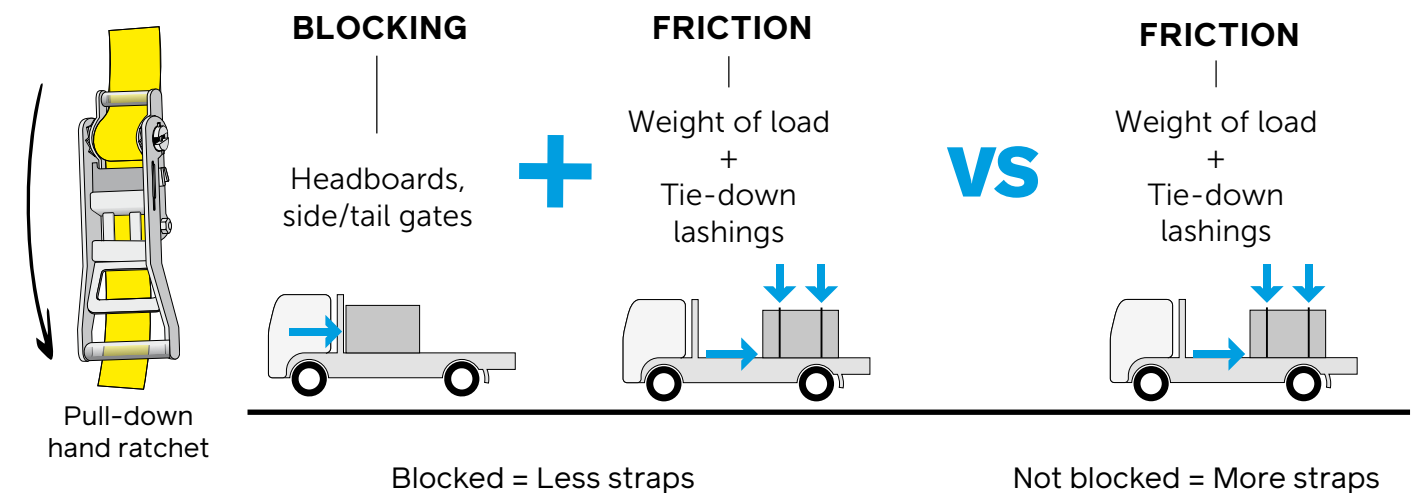 BLOCKING
Headboards,
side/tail gates
FRICTION
Weight of load
+
Tie-down
lashings
VS
FRICTION
Weight of load
+
Tie-down
lashings
Pull-down
hand ratchet
Blocked = Less straps
Not blocked = More straps